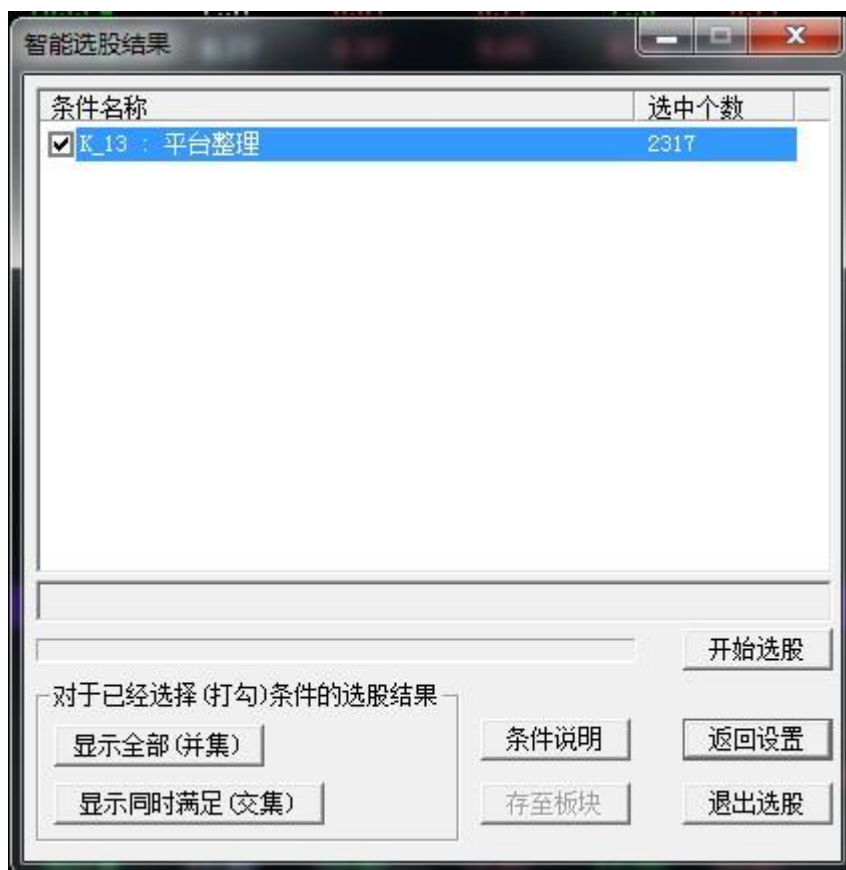 智能选股结果
条件名称 选中个数
K_13 : 平台整理 2317
开始选股
对于已经选择(打勾)条件的选股结果
显示全部(并集) 条件说明 返回设置
显示同时满足(交集) 存至板块 退出选股